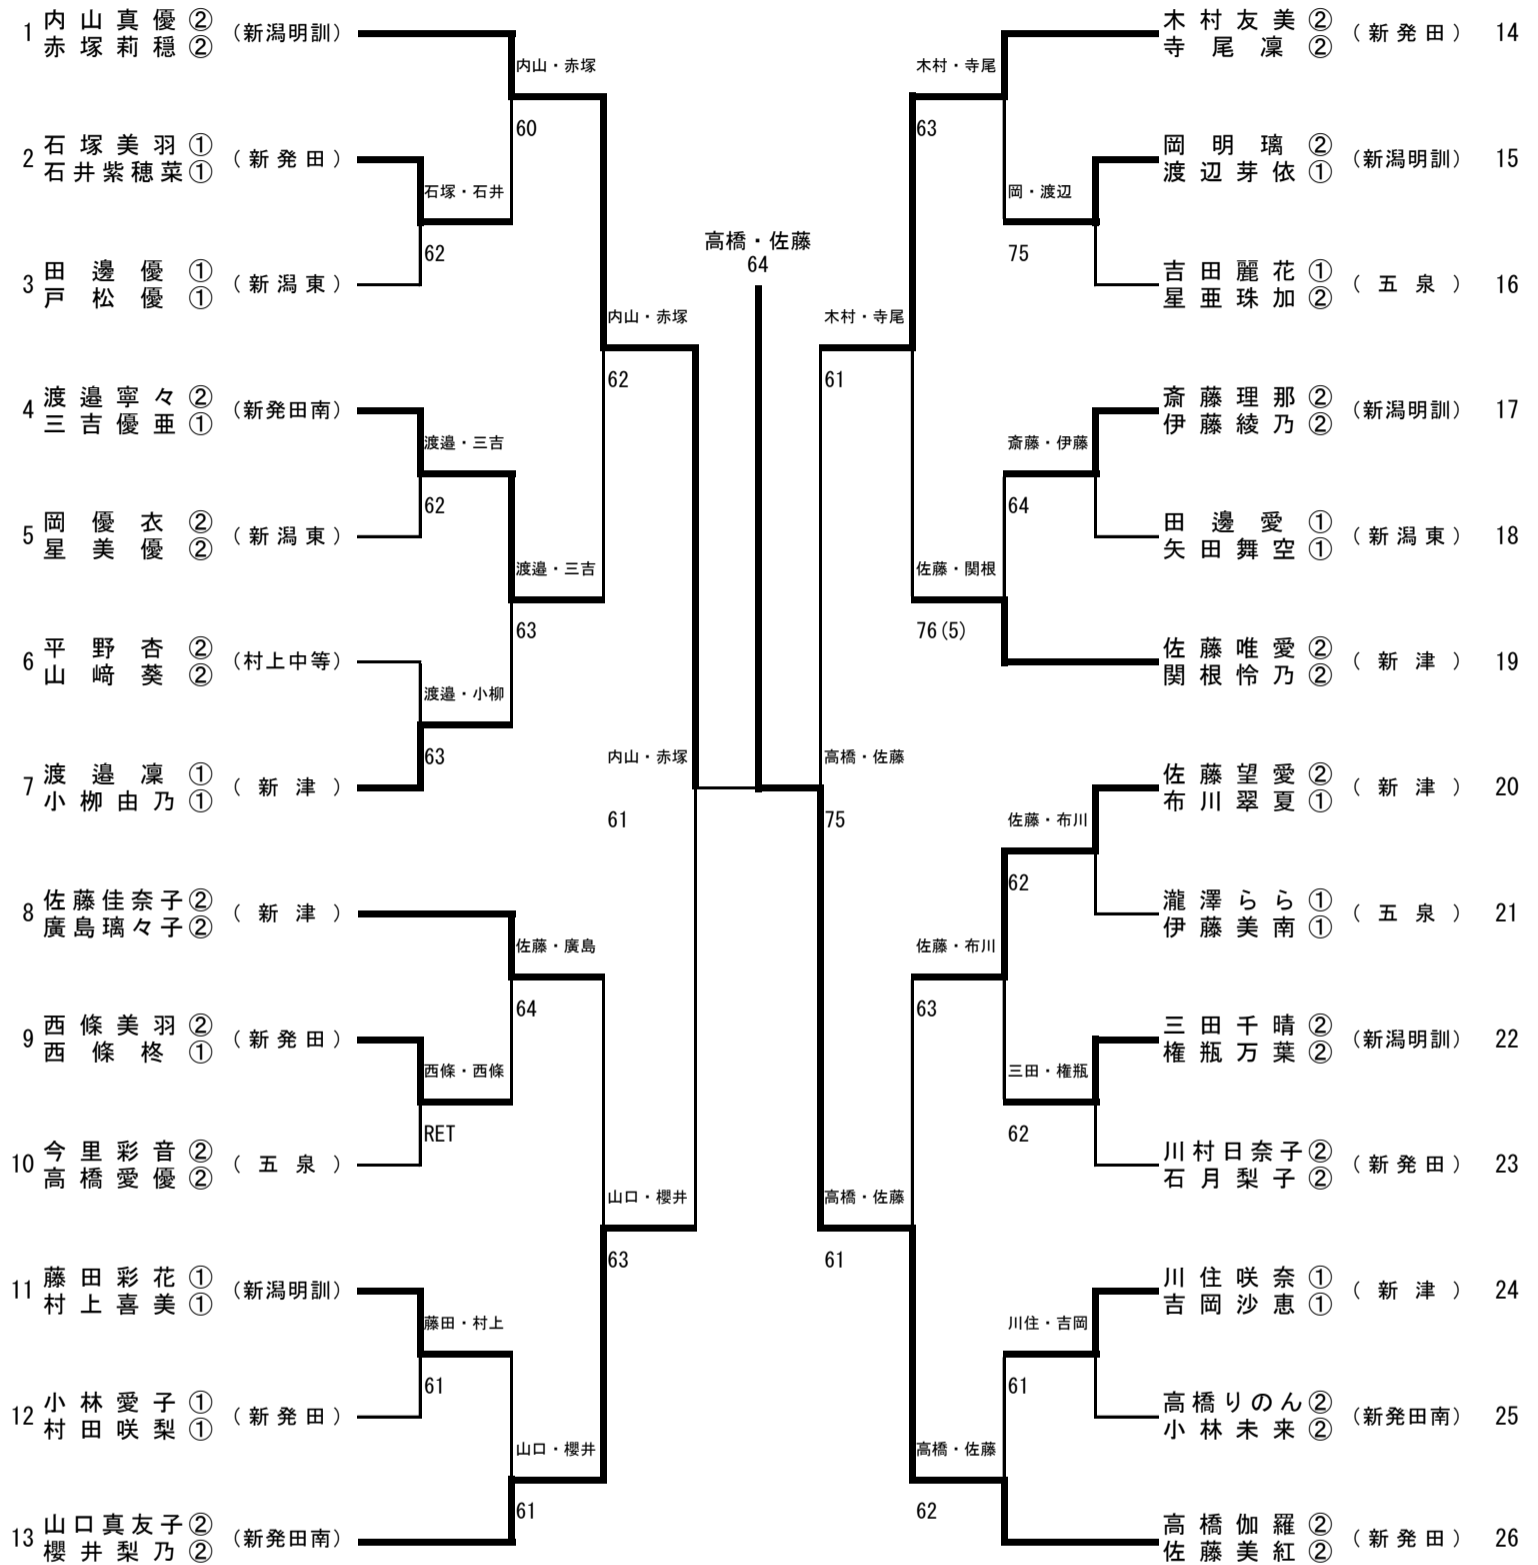 1 内山真優② (新潟明訓)
赤塚莉穏②
内山・赤塚
60
2 石塚美羽① (新発田)
石井紫穂菜①
石塚・石井
62
3 田邊優① (新潟東)
戸松優①
内山・赤塚
62
4 渡邉寧々② (新発田南)
三吉優亜①
渡邉・三吉
62
5 岡優衣② (新潟東)
星美優②
渡邉・三吉
63
6 平野杏② (村上中等)
山﨑葵②
渡邉・小柳
63
7 渡邉凜① (新津)
小栁由乃①
内山・赤塚
61
8 佐藤佳奈子② (新津)
廣島璃々子②
佐藤・廣島
64
9 西條美羽② (新発田)
西條柊①
西條・西條
RET
10 今里彩音② (五泉)
高橋愛優②
山口・櫻井
63
11 藤田彩花① (新潟明訓)
村上喜美①
藤田・村上
61
12 小林愛子① (新発田)
村田咲梨①
山口・櫻井
61
13 山口真友子② (新発田南)
櫻井梨乃②
高橋・佐藤
64
木村友美② (新発田) 14
寺尾凜②
木村・寺尾
63
岡明璃② (新潟明訓) 15
渡辺芽依①
岡・渡辺
75
吉田麗花① (五泉) 16
星亜珠加②
木村・寺尾
61
斎藤理那② (新潟明訓) 17
伊藤綾乃②
斎藤・伊藤
64
田邊愛① (新潟東) 18
矢田舞空①
佐藤・関根
76(5)
佐藤唯愛② (新津) 19
関根怜乃②
高橋・佐藤
75
佐藤望愛② (新津) 20
布川翠夏①
佐藤・布川
62
瀧澤らら① (五泉) 21
伊藤美南①
佐藤・布川
63
三田千晴② (新潟明訓) 22
権瓶万葉②
三田・権瓶
62
川村日奈子② (新発田) 23
石月梨子②
高橋・佐藤
61
川住咲奈① (新津) 24
吉岡沙恵①
川住・吉岡
61
高橋りのん② (新発田南) 25
小林未来②
高橋・佐藤
62
高橋伽羅② (新発田) 26
佐藤美紅②